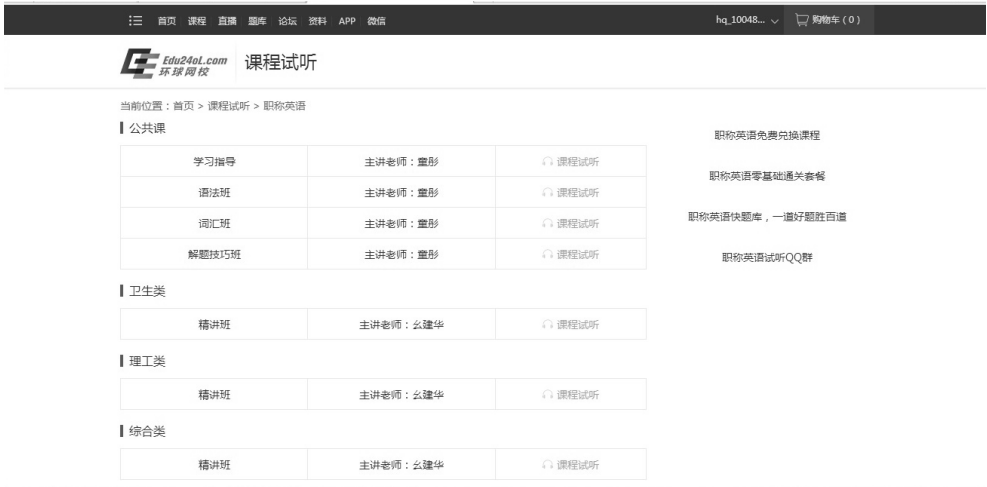 首页 课程 直播 题库 论坛 资料 APP 微信 hq_10048... 购物车(0)
Edu24oL.com
环球网校
课程试听
当前位置:首页 > 课程试听 > 职称英语
公共课
学习指导 主讲老师:童彤 课程试听
语法班 主讲老师:童彤 课程试听
词汇班 主讲老师:童彤 课程试听
解题技巧班 主讲老师:童彤 课程试听
卫生类
精讲班 主讲老师:幺建华 课程试听
理工类
精讲班 主讲老师:幺建华 课程试听
综合类
精讲班 主讲老师:幺建华 课程试听
职称英语免费兑换课程
职称英语零基础通关套餐
职称英语快题库,一道好题胜百道
职称英语试听QQ群